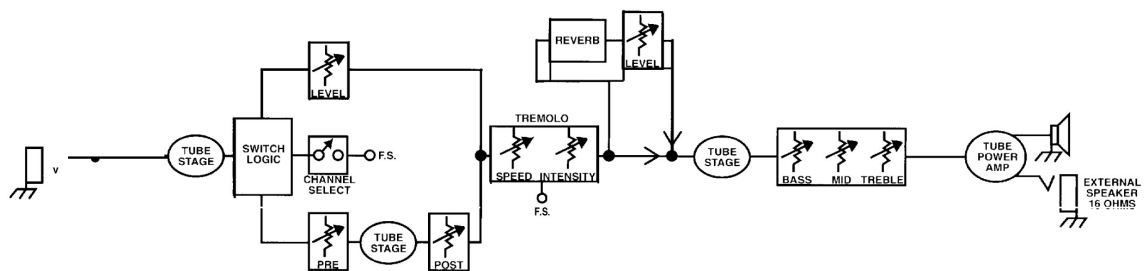 v
TUBE
STAGE
SWITCH
LOGIC
LEVEL
CHANNEL
SELECT
F.S.
PRE
TUBE
STAGE
POST
TREMOLO
SPEED INTENSITY
F.S.
REVERB
LEVEL
TUBE
STAGE
BASS MID TREBLE
TUBE
POWER
AMP
EXTERNAL
SPEAKER
16 OHMS